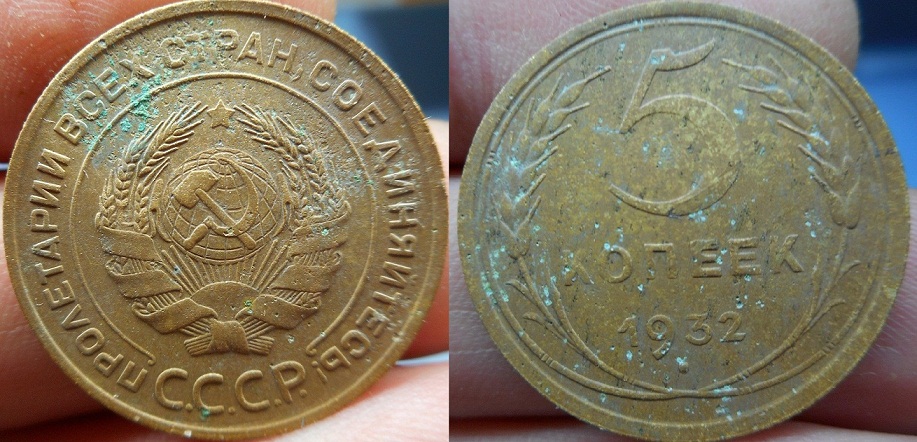 ПРОЛЕТАРИИ ВСЕХ СТРАН, СОЕДИНЯЙТЕСЬ!
С.С.С.Р.
5
КОПЕЕК
1932